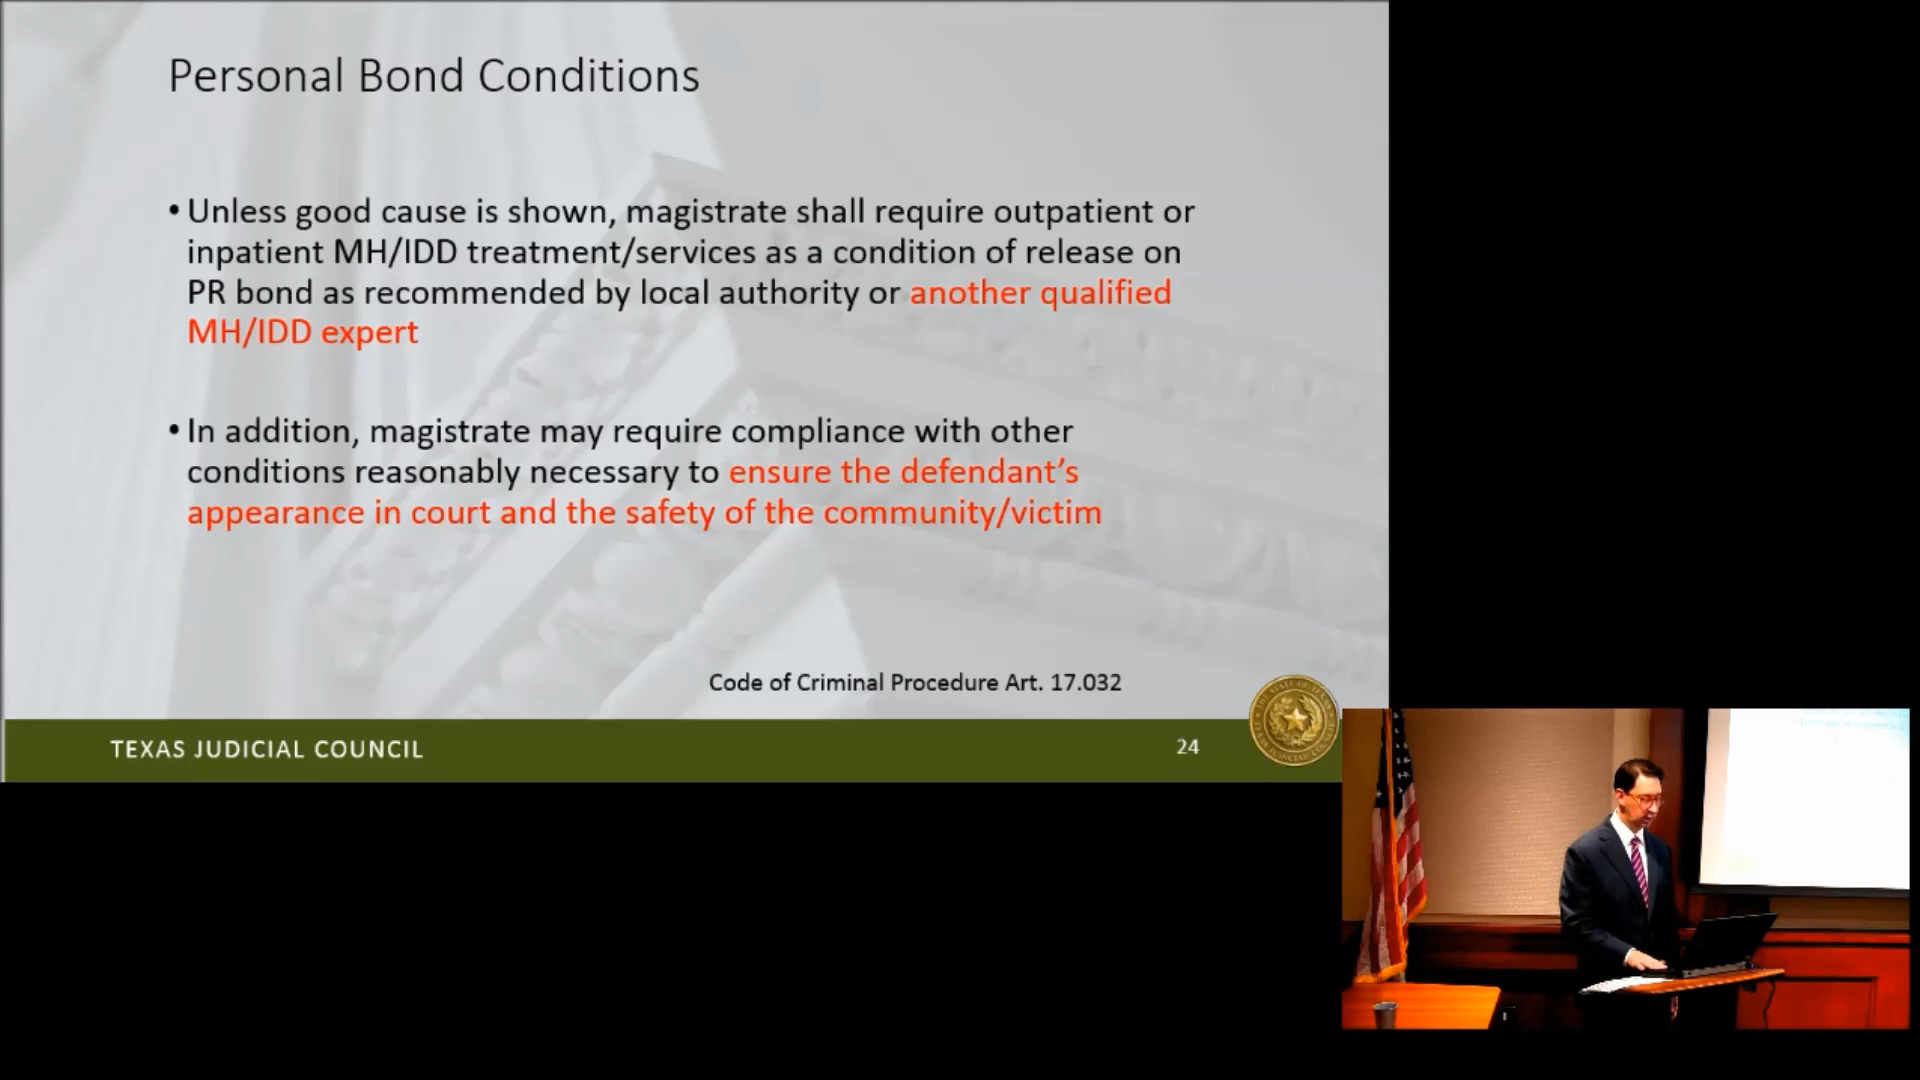 Personal Bond Conditions
• Unless good cause is shown, magistrate shall require outpatient or
inpatient MH/IDD treatment/services as a condition of release on
PR bond as recommended by local authority or another qualified
MH/IDD expert
• In addition, magistrate may require compliance with other
conditions reasonably necessary to ensure the defendant’s
appearance in court and the safety of the community/victim
Code of Criminal Procedure Art. 17.032
TEXAS JUDICIAL COUNCIL
24